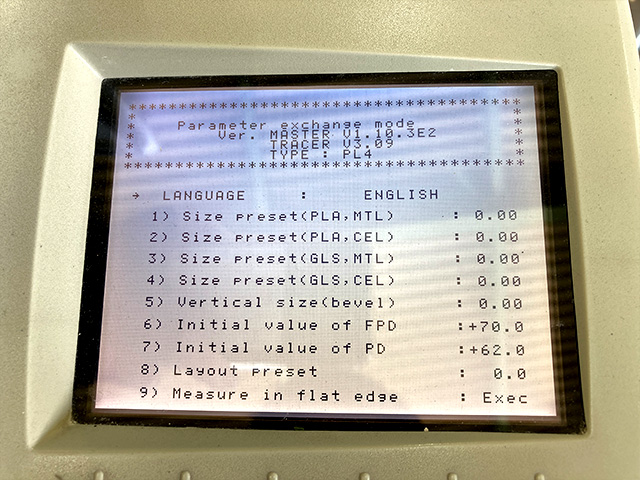 **********************************
* Parameter exchange mode *
* Ver. MASTER V1.10.3E2 *
* TRACER V3.09 *
* TYPE : PL4 *
**********************************
→ LANGUAGE : ENGLISH
1) Size preset(PLA,MTL) : 0.00
2) Size preset(PLA,CEL) : 0.00
3) Size preset(GLS,MTL) : 0.00
4) Size preset(GLS,CEL) : 0.00
5) Vertical size(bevel) : 0.00
6) Initial value of FPD :+70.0
7) Initial value of PD :+62.0
8) Layout preset : 0.0
9) Measure in flat edge : Exec